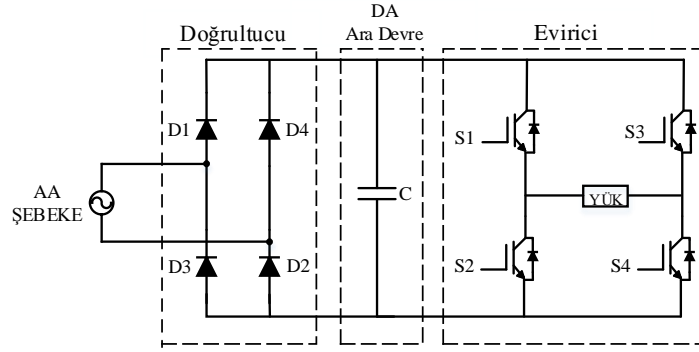 Doğrultucu
DA
Ara Devre
Evirici
D1
D4
S1
S3
AA
ŞEBEKE
C
YÜK
D3
D2
S2
S4